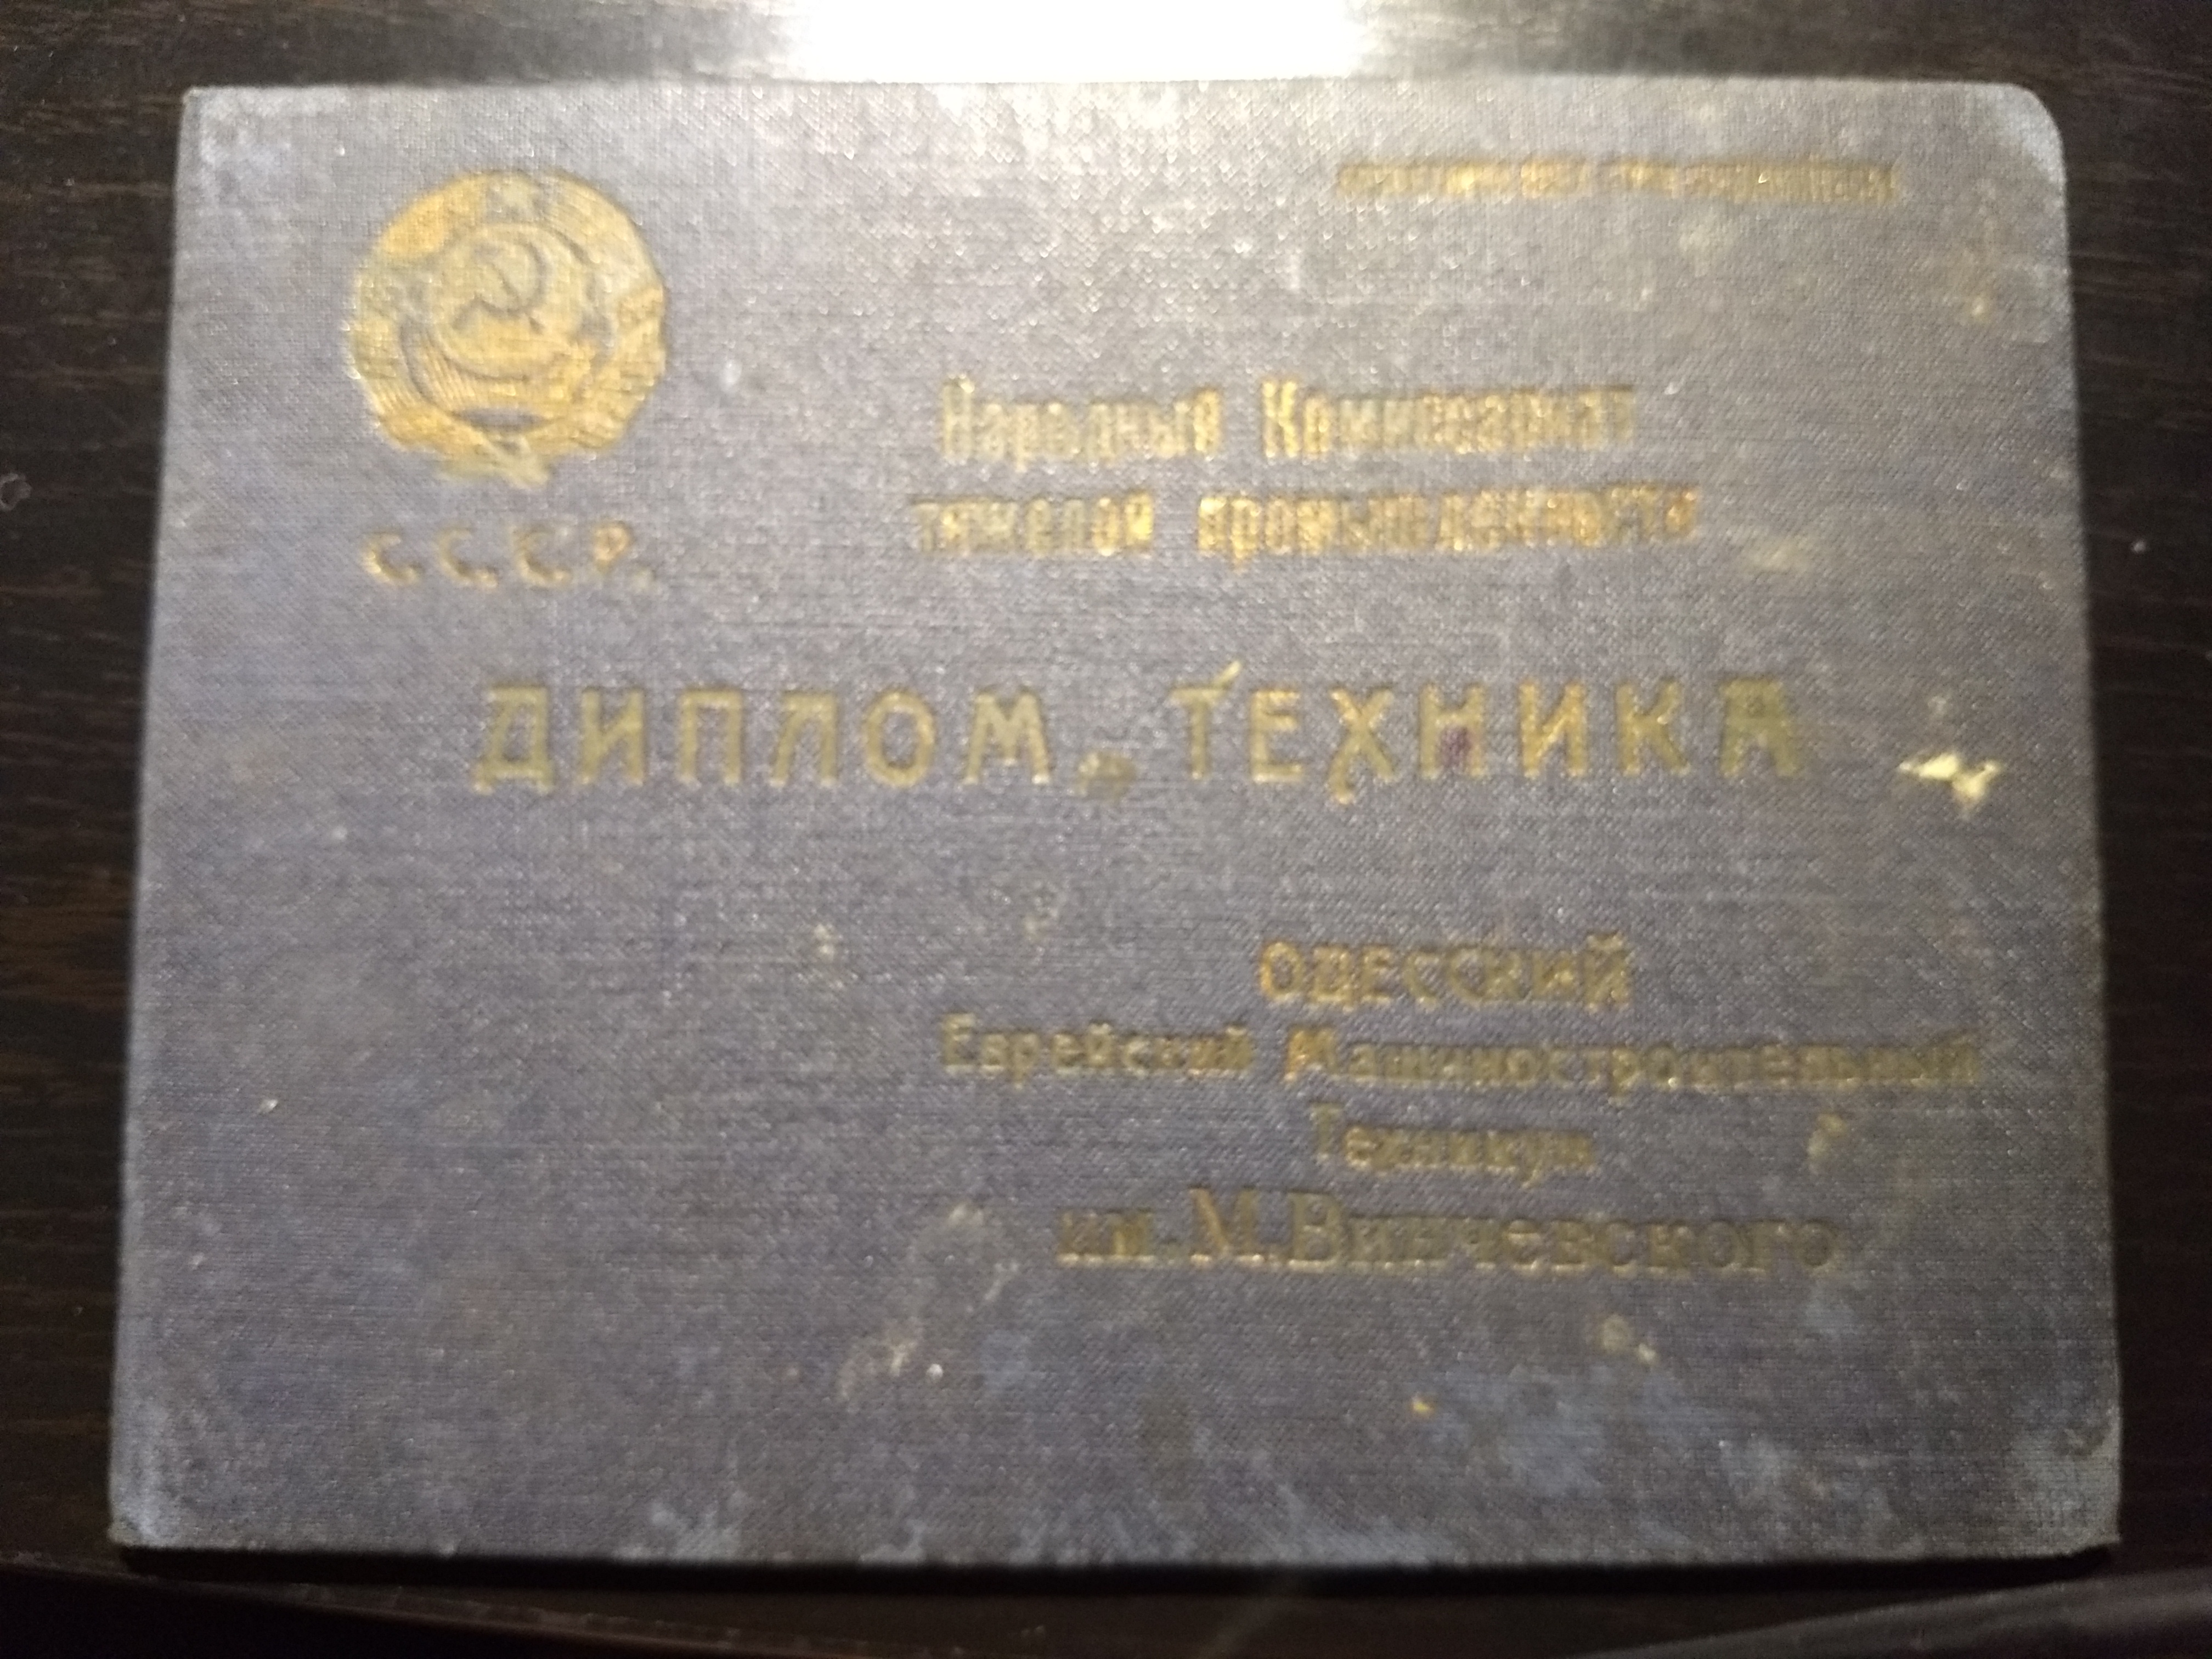 Народный Комиссариат
тяжелой промышленности
С.С.С.Р.
ДИПЛОМ ТЕХНИКА
ОДЕССКИЙ
Еврейский Машиностроительный
Техникум
им. М. Винчевского